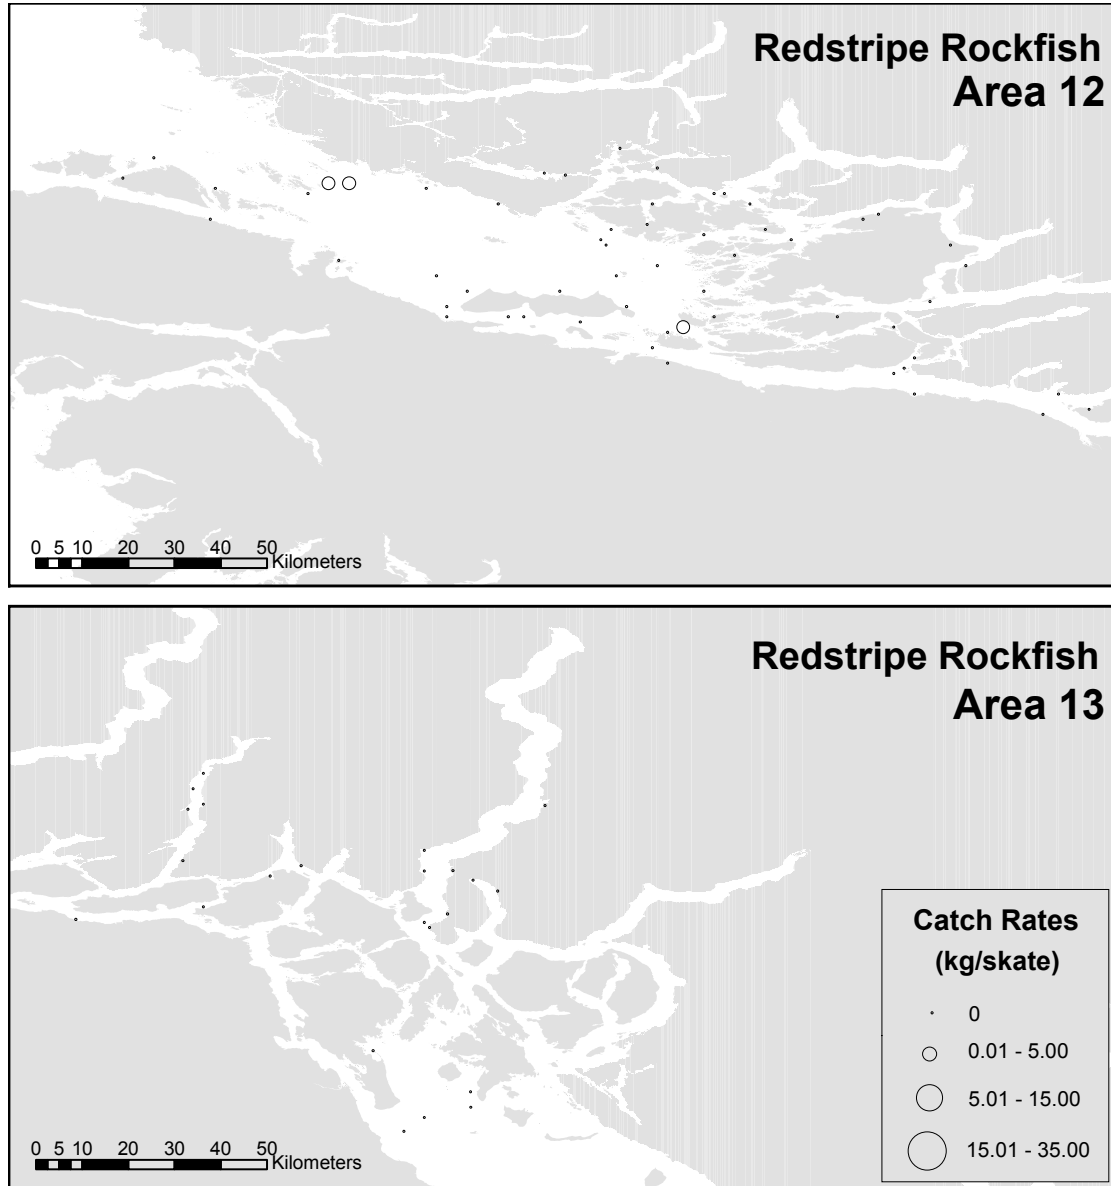 Redstripe Rockfish
Area 12
0 5 10 20 30 40 50
Kilometers
Redstripe Rockfish
Area 13
Catch Rates
(kg/skate)
0
0.01 - 5.00
5.01 - 15.00
15.01 - 35.00
0 5 10 20 30 40 50
Kilometers